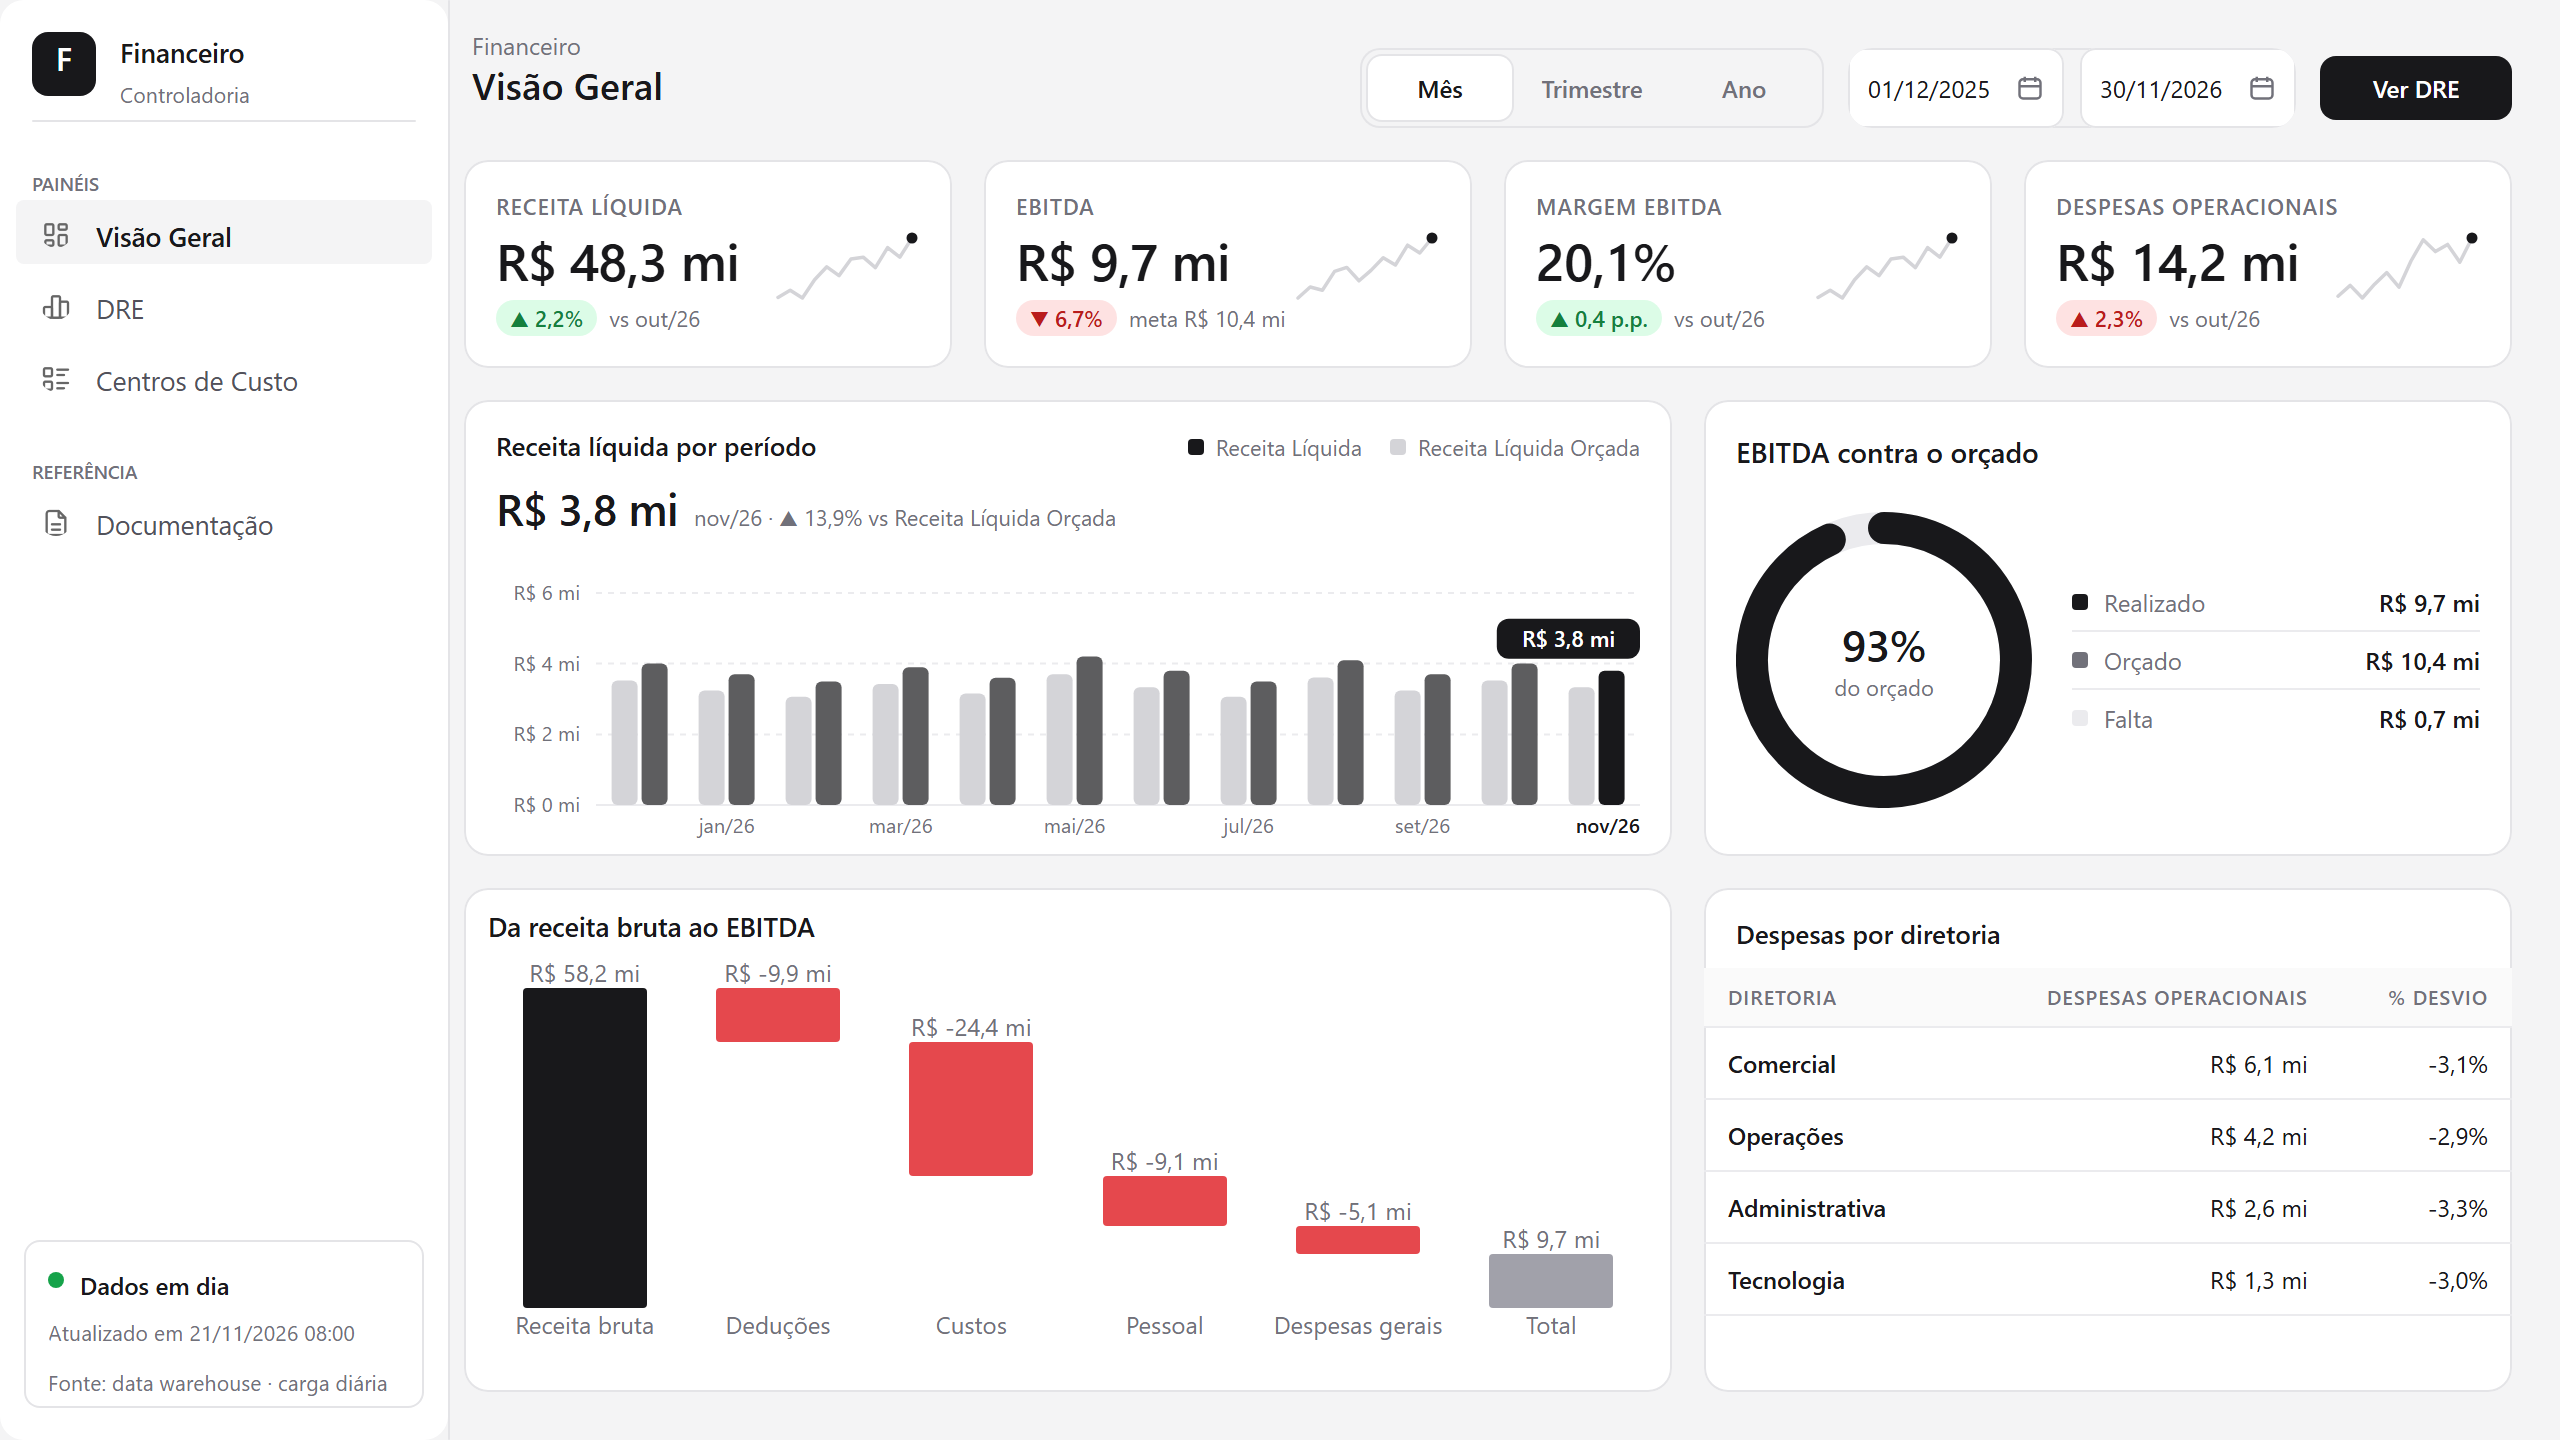 F
Financeiro
Controladoria
PAINÉIS
Visão Geral
DRE
Centros de Custo
REFERÊNCIA
Documentação
Dados em dia
Atualizado em 21/11/2026 08:00
Fonte: data warehouse · carga diária
Financeiro
Visão Geral
Mês Trimestre Ano
01/12/2025
30/11/2026
Ver DRE
RECEITA LÍQUIDA
R$ 48,3 mi
▲ 2,2% vs out/26
EBITDA
R$ 9,7 mi
▼ 6,7% meta R$ 10,4 mi
MARGEM EBITDA
20,1%
▲ 0,4 p.p. vs out/26
DESPESAS OPERACIONAIS
R$ 14,2 mi
▲ 2,3% vs out/26
Receita líquida por período
Receita Líquida Receita Líquida Orçada
R$ 3,8 mi nov/26 · ▲ 13,9% vs Receita Líquida Orçada
R$ 6 mi
R$ 4 mi
R$ 2 mi
R$ 0 mi
R$ 3,8 mi
jan/26 mar/26 mai/26 jul/26 set/26 nov/26
EBITDA contra o orçado
93%
do orçado
Realizado R$ 9,7 mi
Orçado R$ 10,4 mi
Falta R$ 0,7 mi
Da receita bruta ao EBITDA
R$ 58,2 mi
R$ -9,9 mi
R$ -24,4 mi
R$ -9,1 mi
R$ -5,1 mi
R$ 9,7 mi
Receita bruta Deduções Custos Pessoal Despesas gerais Total
Despesas por diretoria
DIRETORIA DESPESAS OPERACIONAIS % DESVIO
Comercial R$ 6,1 mi -3,1%
Operações R$ 4,2 mi -2,9%
Administrativa R$ 2,6 mi -3,3%
Tecnologia R$ 1,3 mi -3,0%